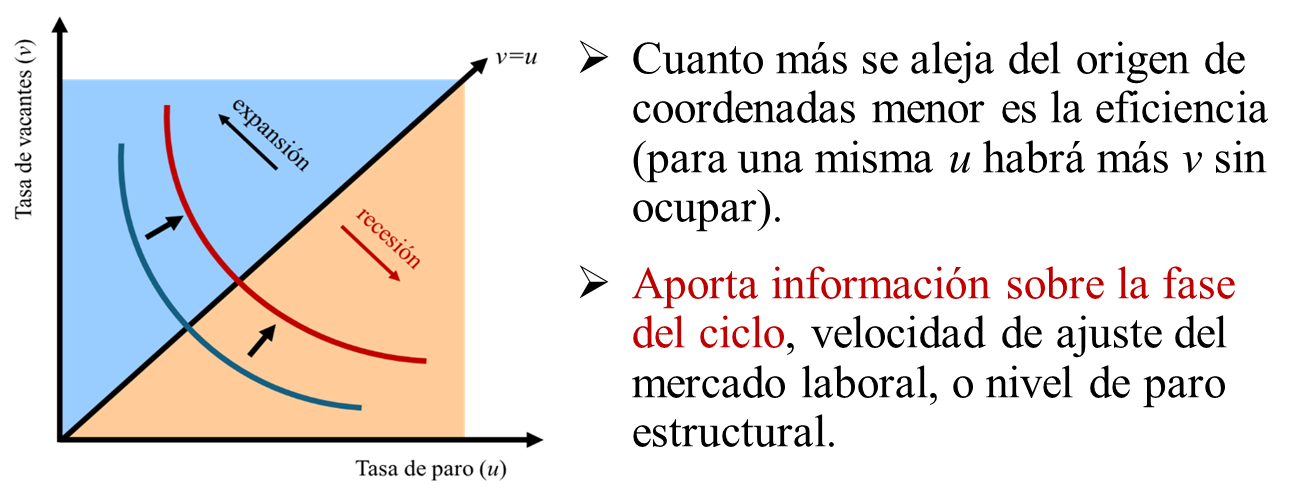 Tasa de vacantes (v)
v=u
expansión
recesión
Tasa de paro (u)
➢ Cuanto más se aleja del origen de
coordenadas menor es la eficiencia
(para una misma u habrá más v sin
ocupar).
➢ Aporta información sobre la fase
del ciclo, velocidad de ajuste del
mercado laboral, o nivel de paro
estructural.